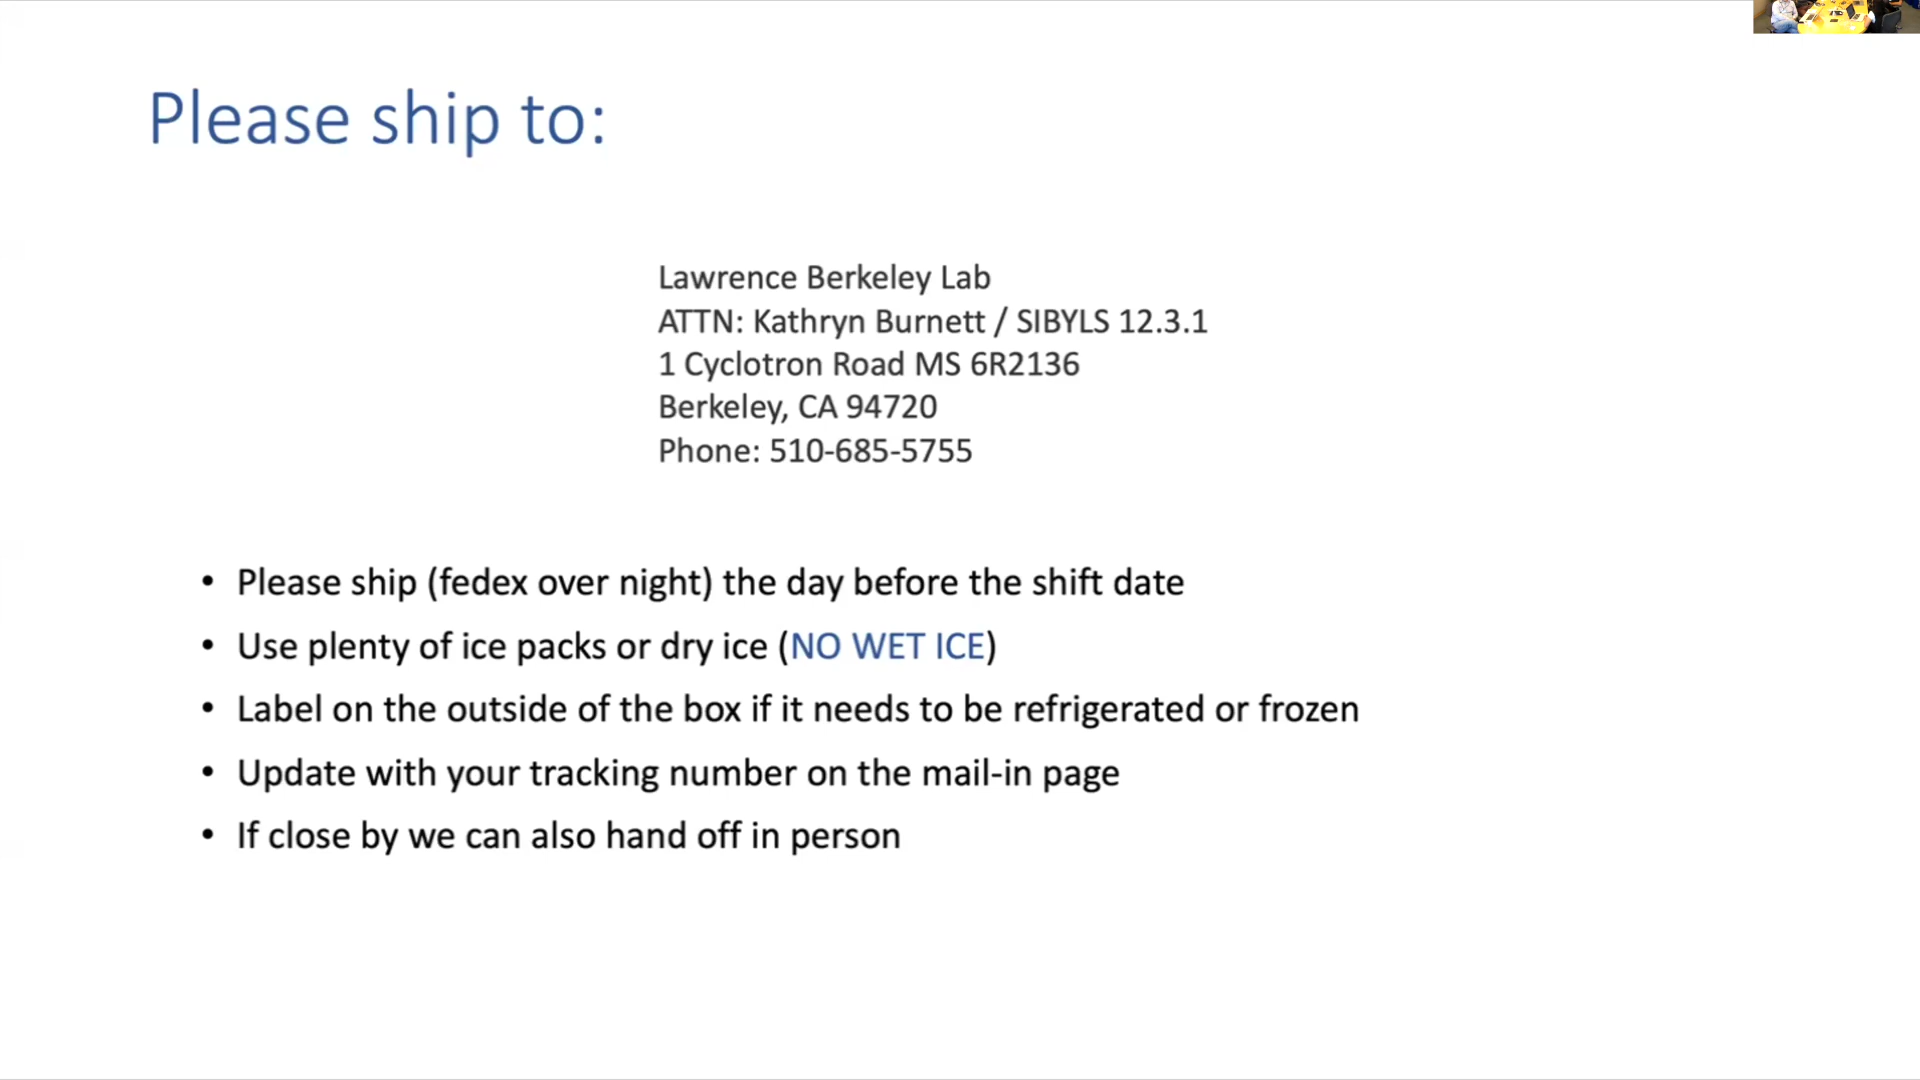 Please ship to:
Lawrence Berkeley Lab
ATTN: Kathryn Burnett / SIBYLS 12.3.1
1 Cyclotron Road MS 6R2136
Berkeley, CA 94720
Phone: 510-685-5755
• Please ship (fedex over night) the day before the shift date
• Use plenty of ice packs or dry ice (NO WET ICE)
• Label on the outside of the box if it needs to be refrigerated or frozen
• Update with your tracking number on the mail-in page
• If close by we can also hand off in person